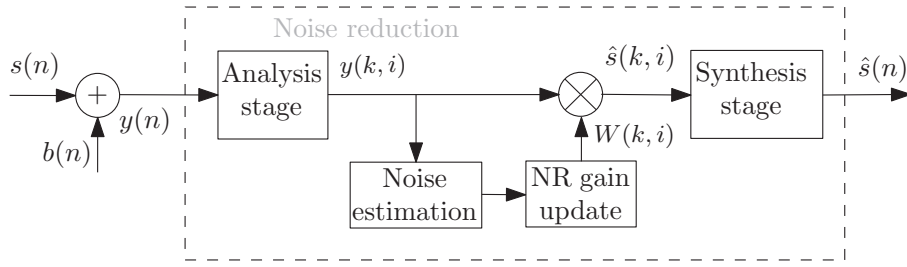 Noise reduction
s(n)
+
b(n)
y(n)
Analysis
stage
y(k, i)
ŝ(k, i)
W(k, i)
Synthesis
stage
ŝ(n)
Noise
estimation
NR gain
update